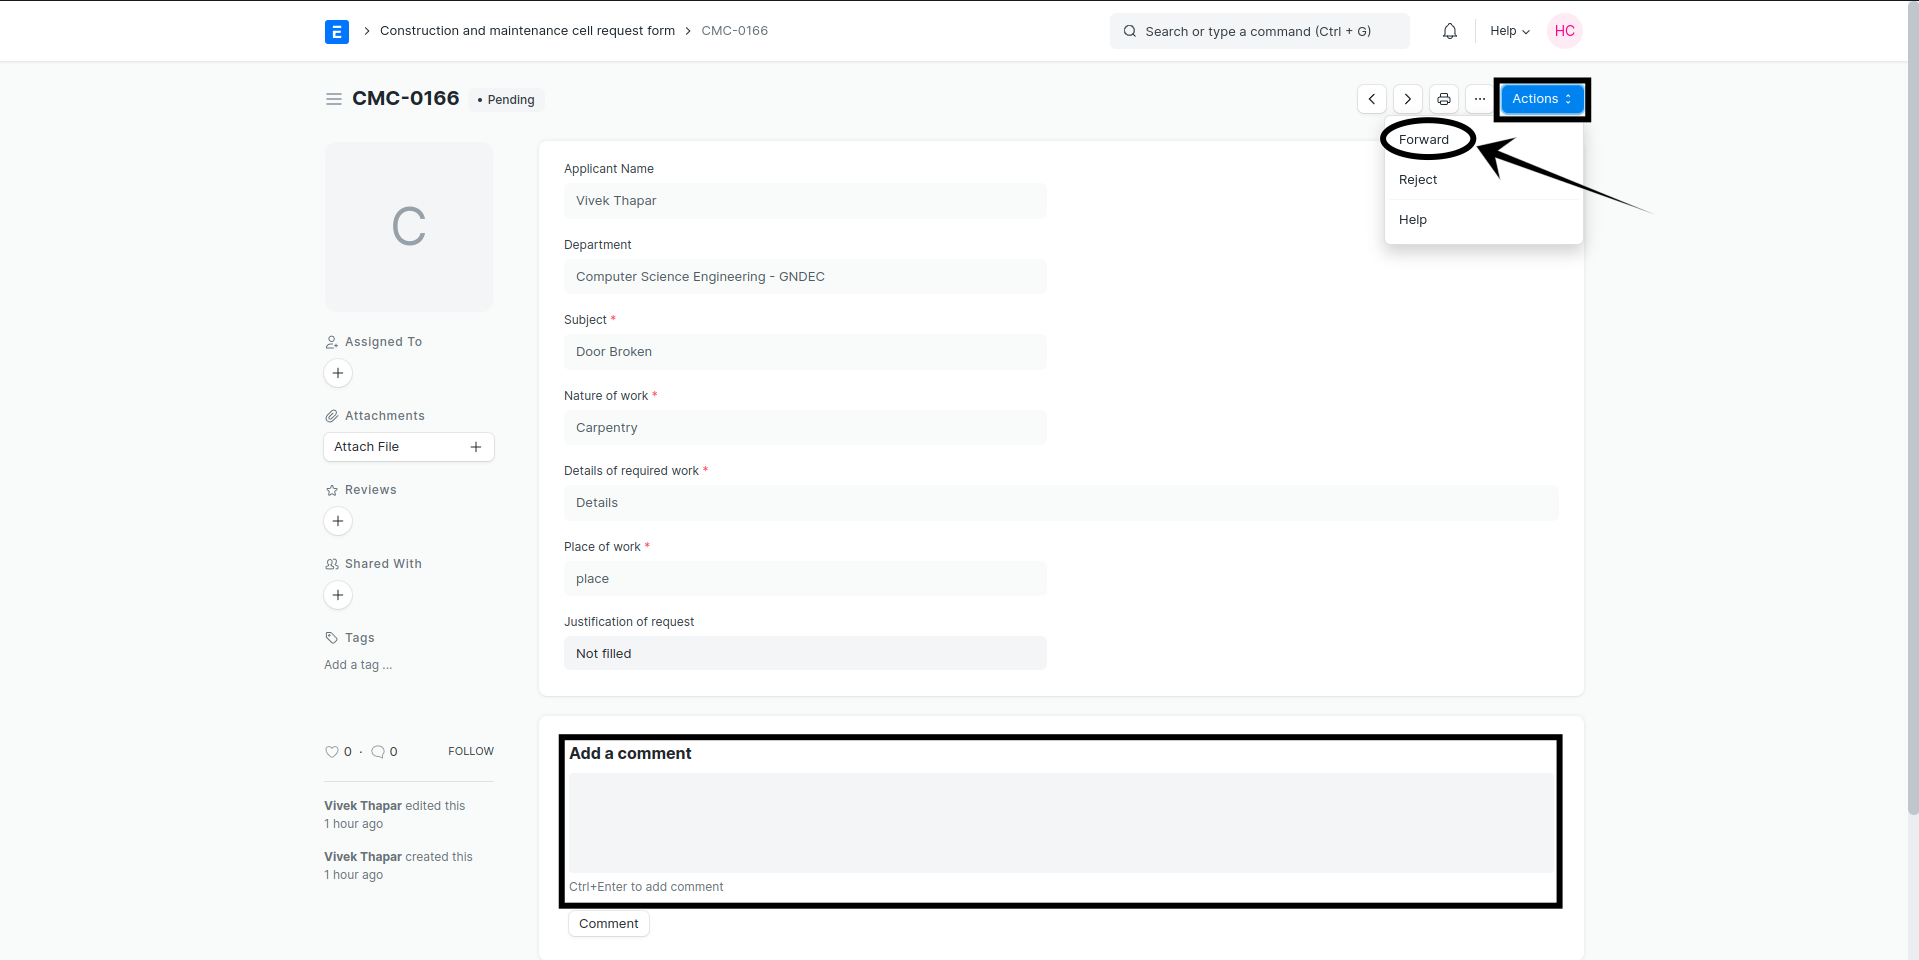 E > Construction and maintenance cell request form > CMC-0166
Search or type a command (Ctrl + G)
Help
HC
CMC-0166
• Pending
...
Actions
Forward
Reject
Help
C
Assigned To
+
Attachments
Attach File +
Reviews
+
Shared With
+
Tags
Add a tag ...
0 · 0 FOLLOW
Vivek Thapar edited this
1 hour ago
Vivek Thapar created this
1 hour ago
Applicant Name
Vivek Thapar
Department
Computer Science Engineering - GNDEC
Subject *
Door Broken
Nature of work *
Carpentry
Details of required work *
Details
Place of work *
place
Justification of request
Not filled
Add a comment
Ctrl+Enter to add comment
Comment